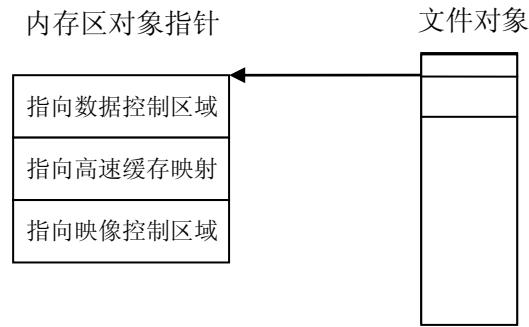 内存区对象指针
文件对象
指向数据控制区域
指向高速缓存映射
指向映像控制区域